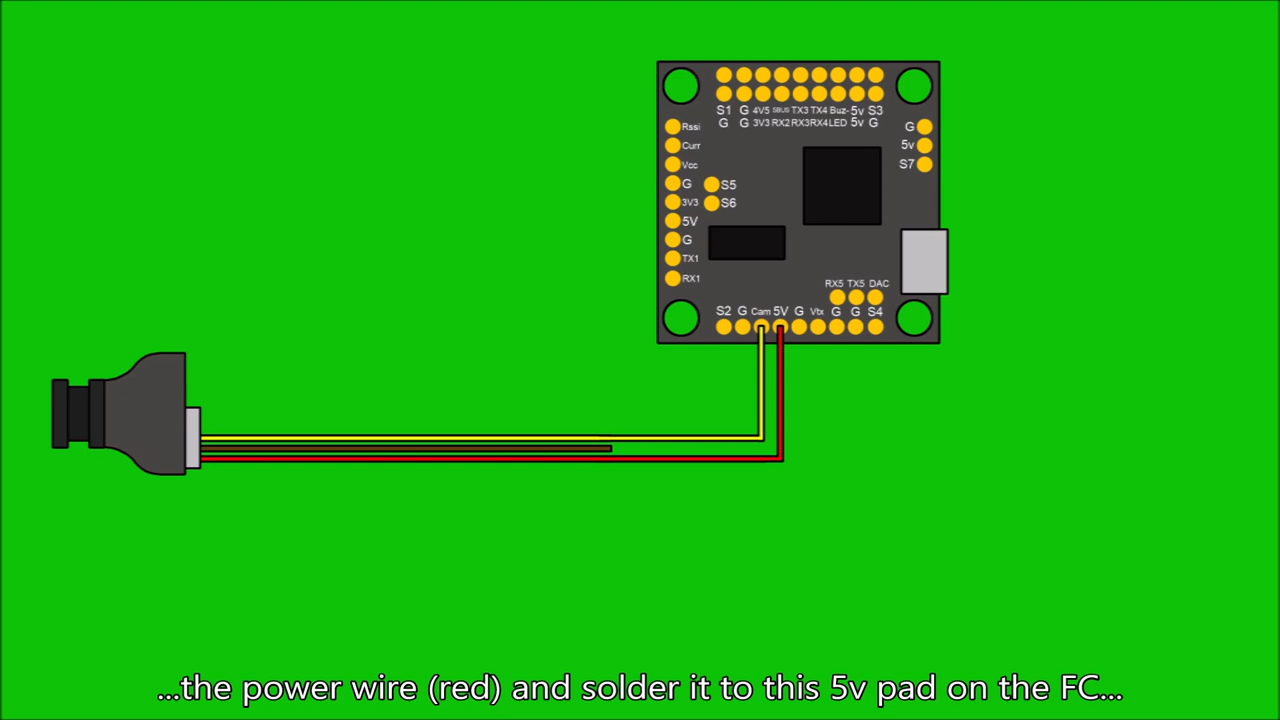 S1 G 4V5 SBUS TX3 TX4 Buz- 5v S3
G G 3V3 RX2 RX3 RX4 LED 5v G
Rssi
Curr
Vcc
G
3V3
5V
G
TX1
RX1
S5
S6
G
5v
S7
RX5 TX5 DAC
S2 G Cam 5V G Vtx G G S4
...the power wire (red) and solder it to this 5v pad on the FC...